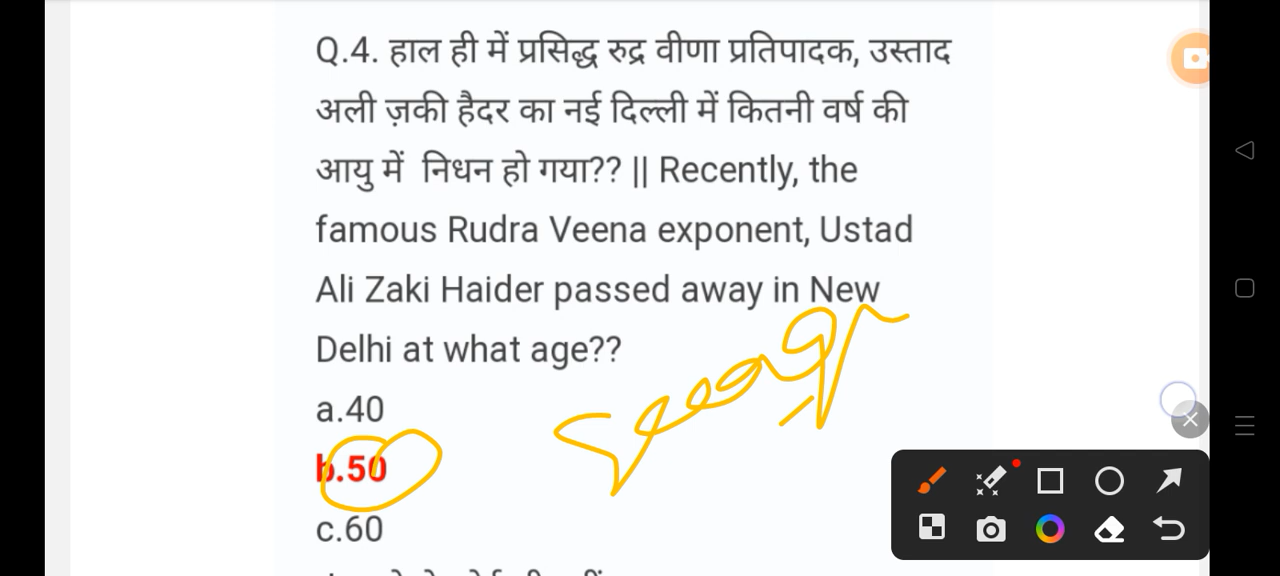 Q.4. हाल ही में प्रसिद्ध रुद्र वीणा प्रतिपादक, उस्ताद
अली ज़की हैदर का नई दिल्ली में कितनी वर्ष की
आयु में निधन हो गया?? || Recently, the
famous Rudra Veena exponent, Ustad
Ali Zaki Haider passed away in New
Delhi at what age??
a.40
b.50
c.60